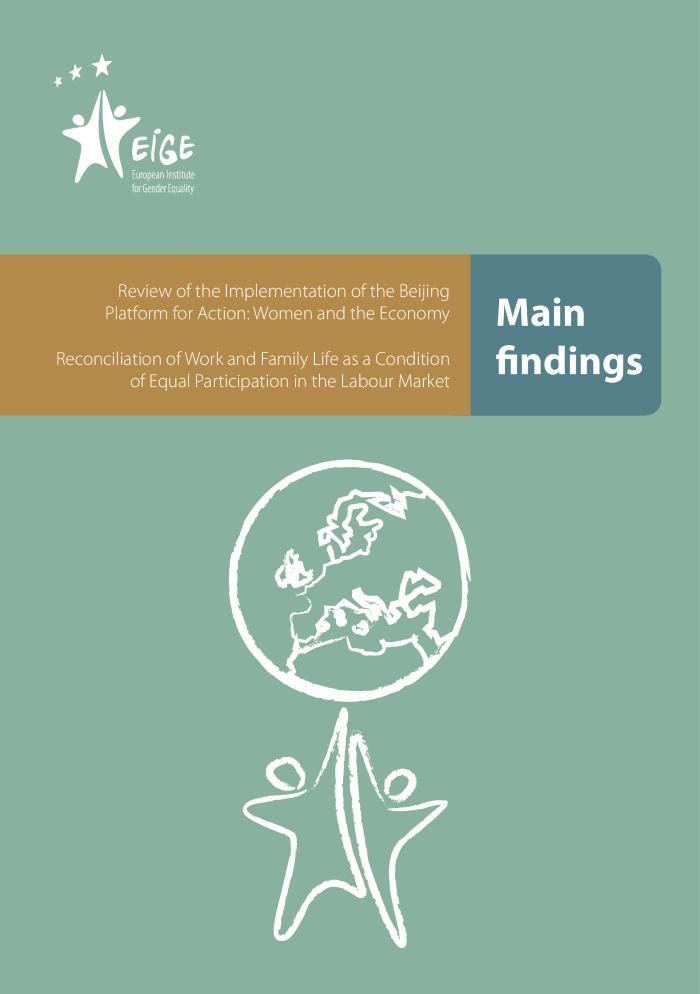 EIGE
European Institute
for Gender Equality
Review of the Implementation of the Beijing
Platform for Action: Women and the Economy
Reconciliation of Work and Family Life as a Condition
of Equal Participation in the Labour Market
Main
findings